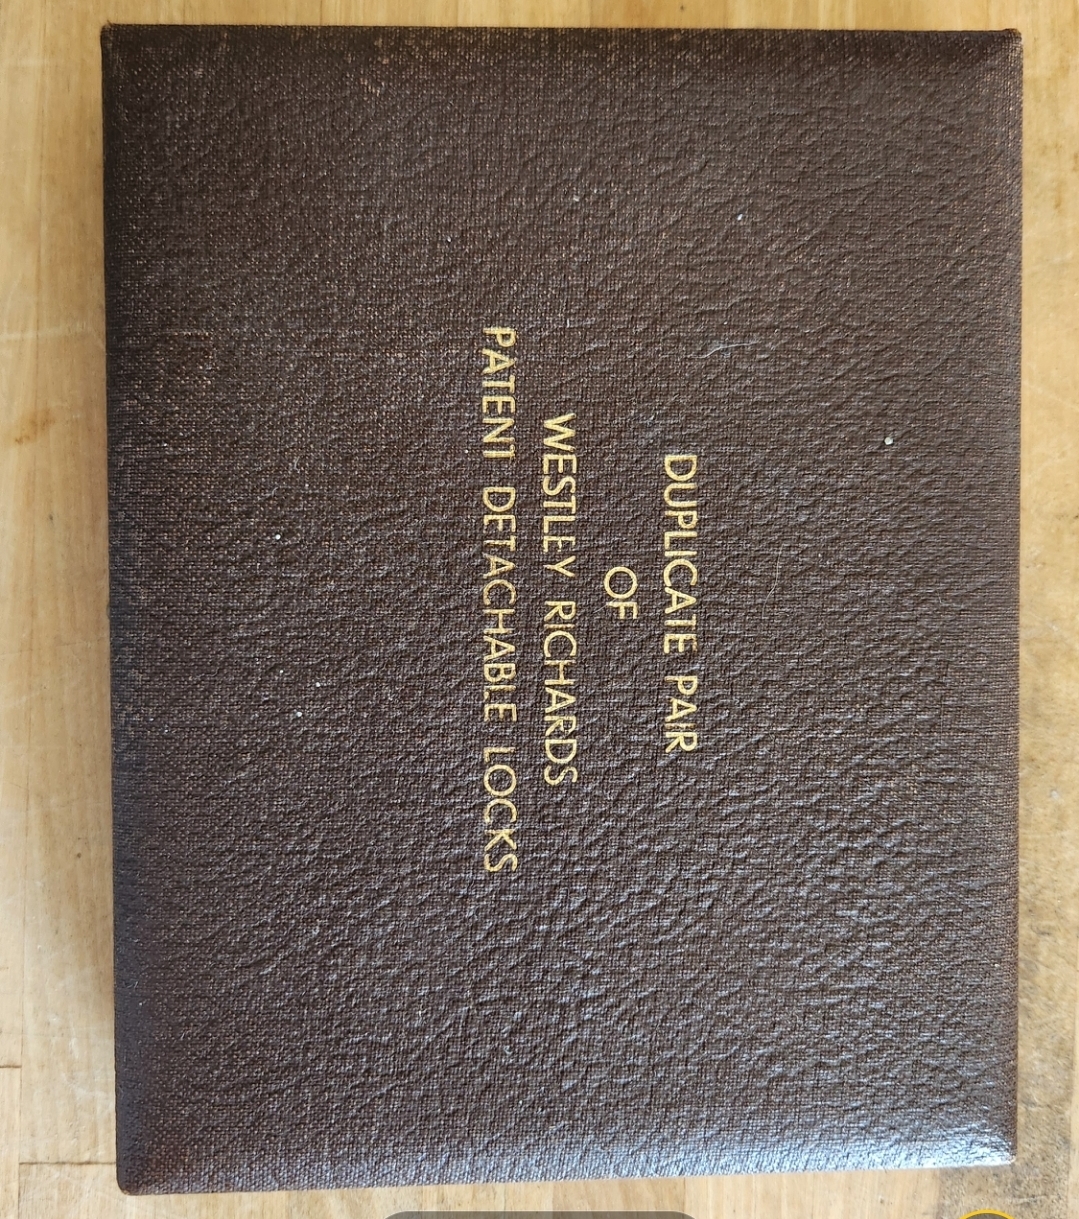 DUPLICATE PAIR
OF
WESTLEY RICHARDS
PATENT DETACHABLE LOCKS